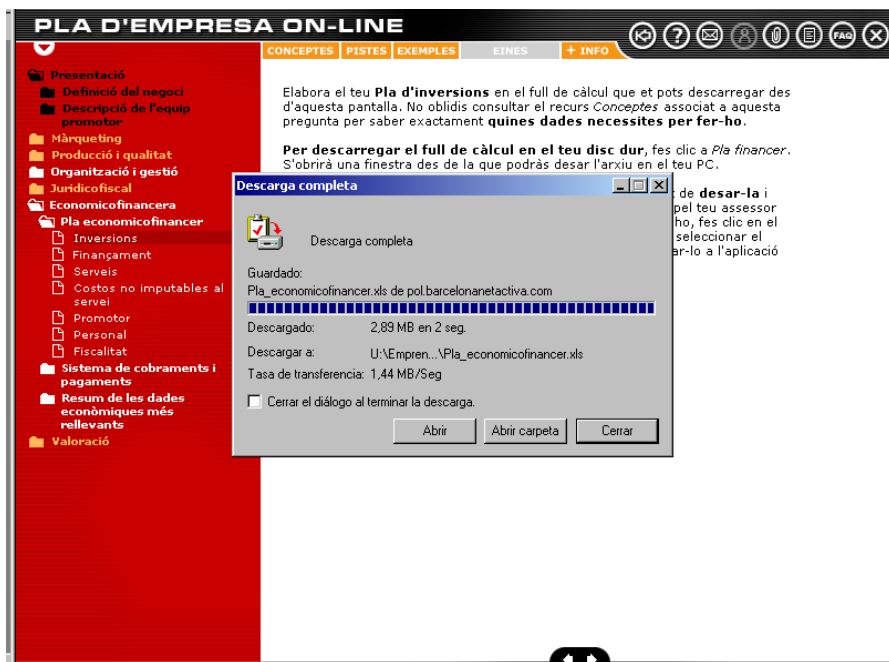 PLA D'EMPRESA ON-LINE
FAQ
CONCEPTES PISTES EXEMPLES EINES + INFO
Presentació
Definició del negoci
Descripció de l'equip
promotor
Màrqueting
Producció i qualitat
Organització i gestió
Juridicofiscal
Economicofinancera
Pla economicofinancer
Inversions
Finançament
Serveis
Costos no imputables al
servei
Promotor
Personal
Fiscalitat
Sistema de cobraments i
pagaments
Resum de les dades
econòmiques més
rellevants
Valoració
Elabora el teu Pla d'inversions en el full de càlcul que et pots descarregar des
d'aquesta pantalla. No oblidis consultar el recurs Conceptes associat a aquesta
pregunta per saber exactament quines dades necessites per fer-ho.
Per descarregar el full de càlcul en el teu disc dur, fes clic a Pla financer.
S'obrirà una finestra des de la que podràs desar l'arxiu en el teu PC.
de desar-la i
pel teu assessor
ho, fes clic en el
seleccionar el
ar-lo a l'aplicació
Descarga completa
Descarga completa
Guardado:
Pla_economicofinancer.xls de pol.barcelonanetactiva.com
Descargado: 2,89 MB en 2 seg.
Descargar a: U:\Empren...\Pla_economicofinancer.xls
Tasa de transferencia: 1,44 MB/Seg
Cerrar el diálogo al terminar la descarga.
Abrir Abrir carpeta Cerrar